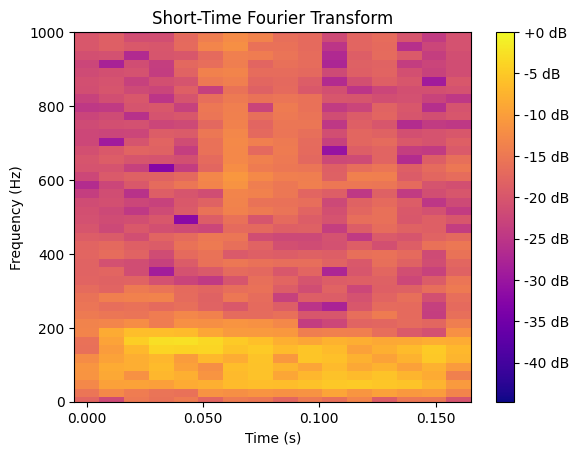 Short-Time Fourier Transform
Frequency (Hz)
1000
800
600
400
200
0
0.000
0.050
0.100
0.150
Time (s)
+0 dB
-5 dB
-10 dB
-15 dB
-20 dB
-25 dB
-30 dB
-35 dB
-40 dB